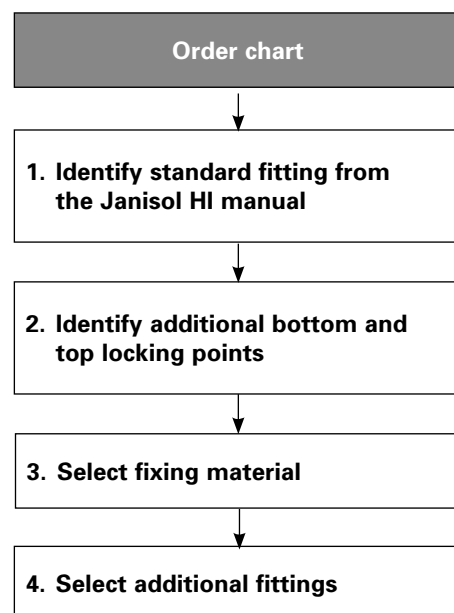 Order chart
1. Identify standard fitting from
the Janisol HI manual
2. Identify additional bottom and
top locking points
3. Select fixing material
4. Select additional fittings